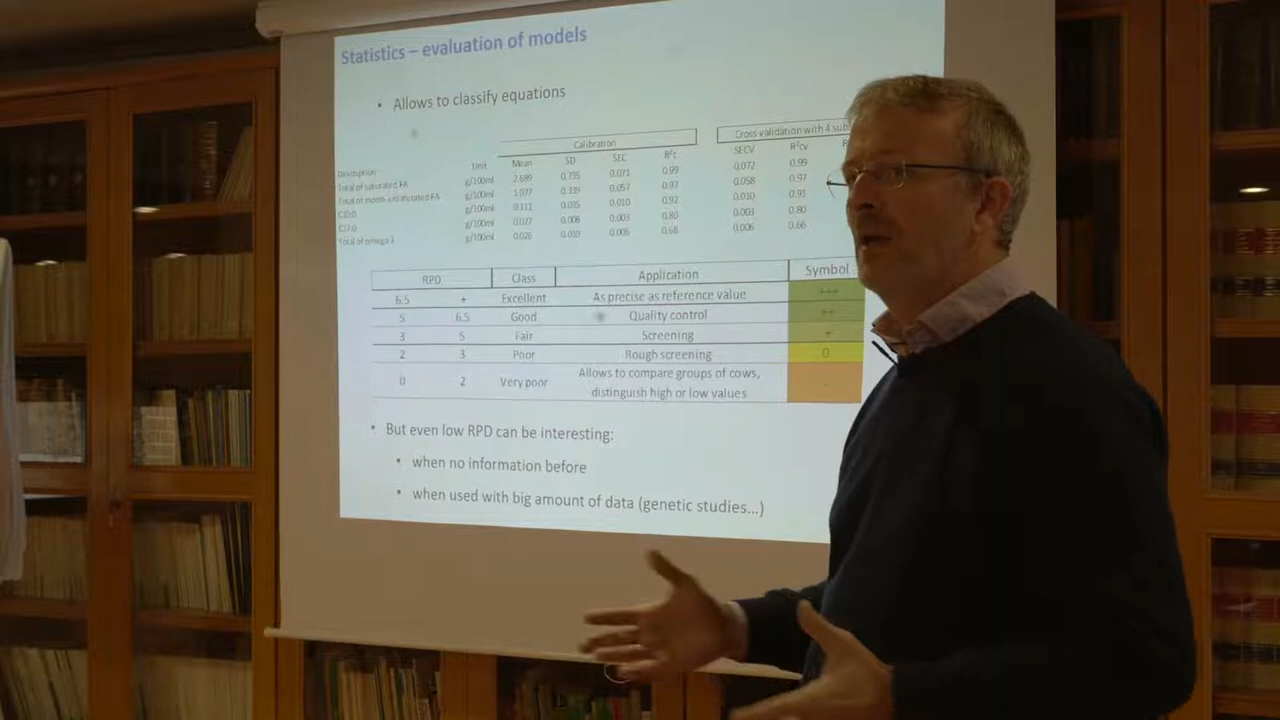 Statistics – evaluation of models
• Allows to classify equations
Calibration Cross validation with 4 sub
Description Unit Mean SD SEC R²c SECV R²cv
Total of saturated FA g/100ml 2.689 0.735 0.071 0.99 0.072 0.99
Total of mono-unsaturated FA g/100ml 1.077 0.339 0.057 0.97 0.058 0.97
C10:0 g/100ml 0.111 0.035 0.010 0.92 0.010 0.91
C17:0 g/100ml 0.027 0.008 0.003 0.80 0.003 0.80
Total of omega 3 g/100ml 0.026 0.010 0.006 0.68 0.006 0.66
RPD Class Application Symbol
6.5 + Excellent As precise as reference value +++
5 6.5 Good Quality control ++
3 5 Fair Screening +
2 3 Poor Rough screening 0
0 2 Very poor Allows to compare groups of cows,
distinguish high or low values -
• But even low RPD can be interesting:
• when no information before
• when used with big amount of data (genetic studies...)